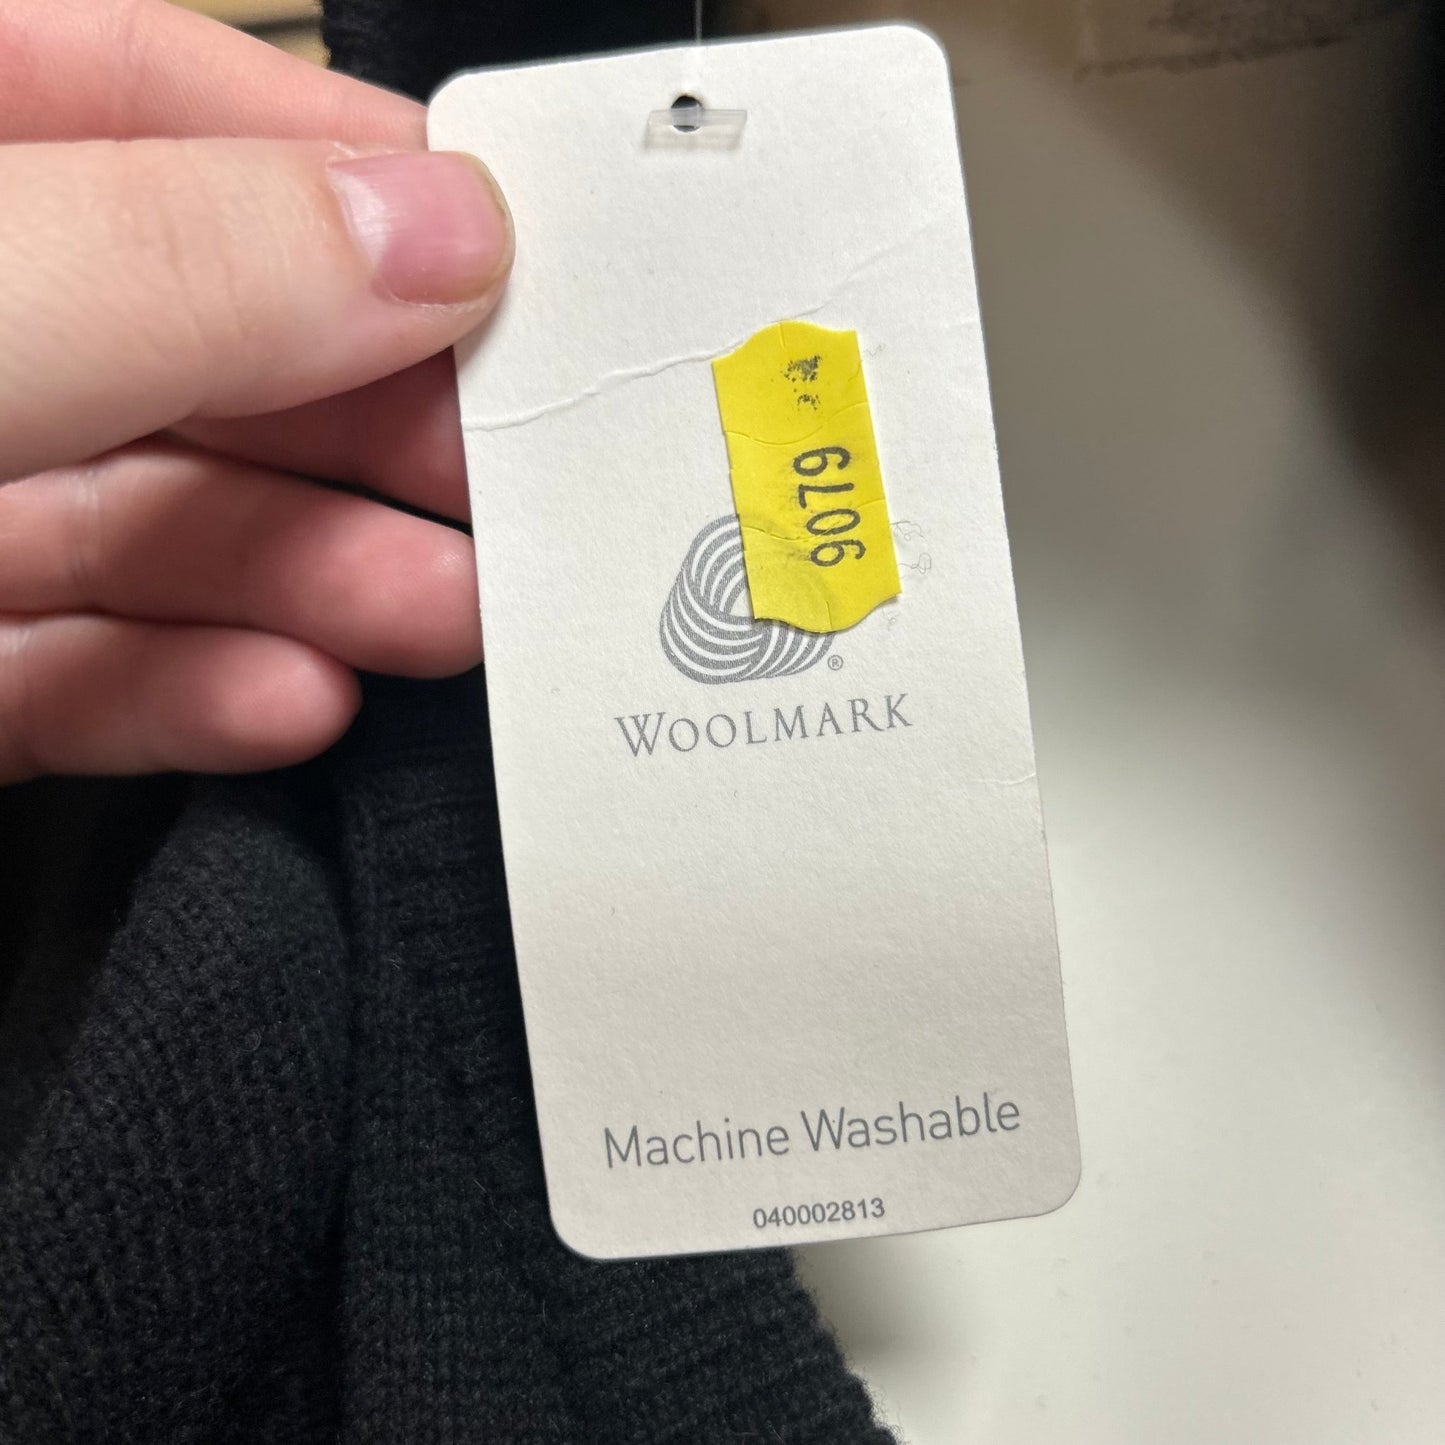 9079
®
WOOLMARK
Machine Washable
040002813